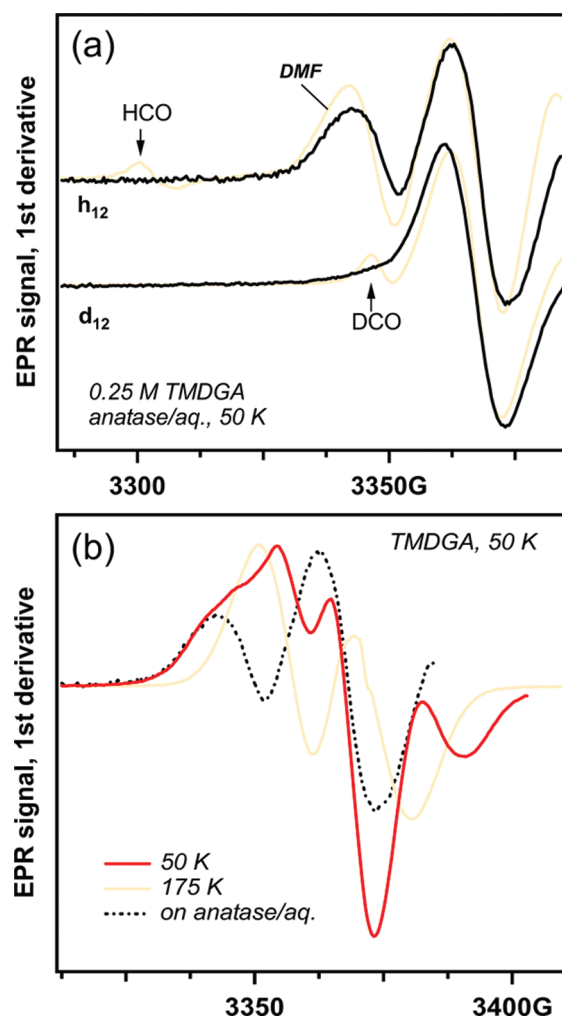 (a)
DMF
HCO
h12
d12
DCO
0.25 M TMDGA
anatase/aq., 50 K
EPR signal, 1st derivative
3300
3350G
(b)
TMDGA, 50 K
EPR signal, 1st derivative
50 K
175 K
on anatase/aq.
3350
3400G